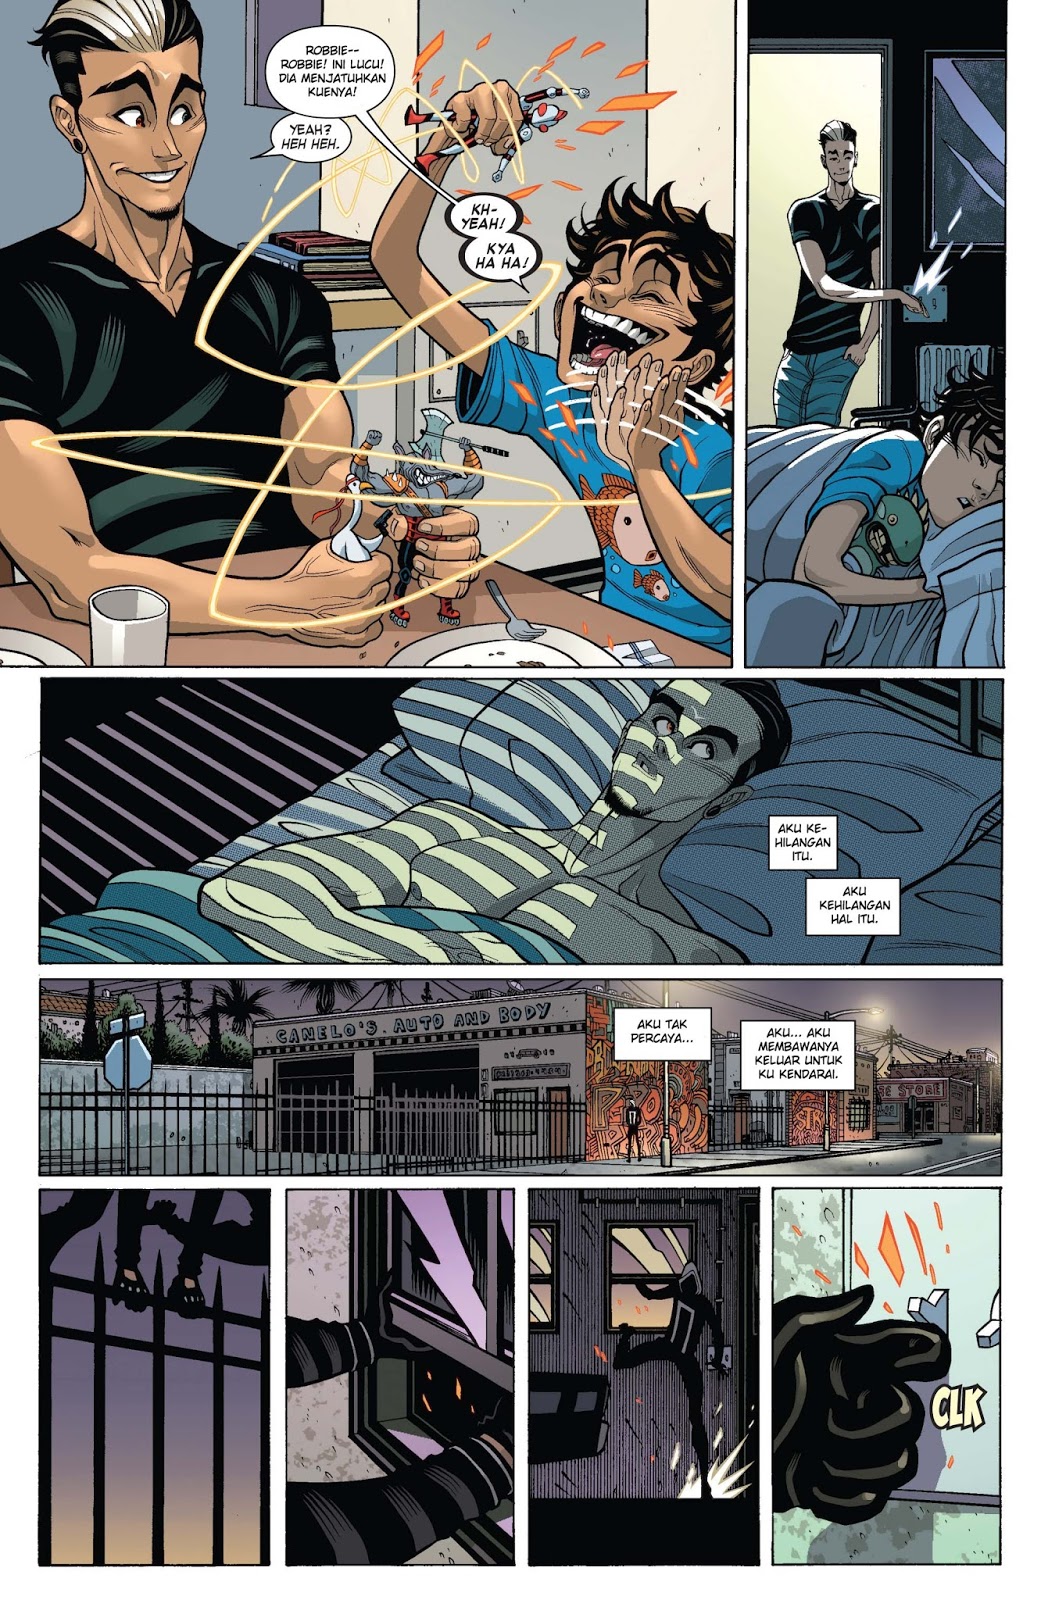 ROBBIE--
ROBBIE! INI LUCU!
DIA MENJATUHKAN
KUENYA!
YEAH?
HEH HEH.
KH-
YEAH!
KYA
HA HA!
AKU KE-
HILANGAN
ITU.
AKU
KEHILANGAN
HAL ITU.
CANELO'S AUTO AND BODY
AKU TAK
PERCAYA...
AKU... AKU
MEMBAWANYA
KELUAR UNTUK
KU KENDARAI.
STORE
CLK